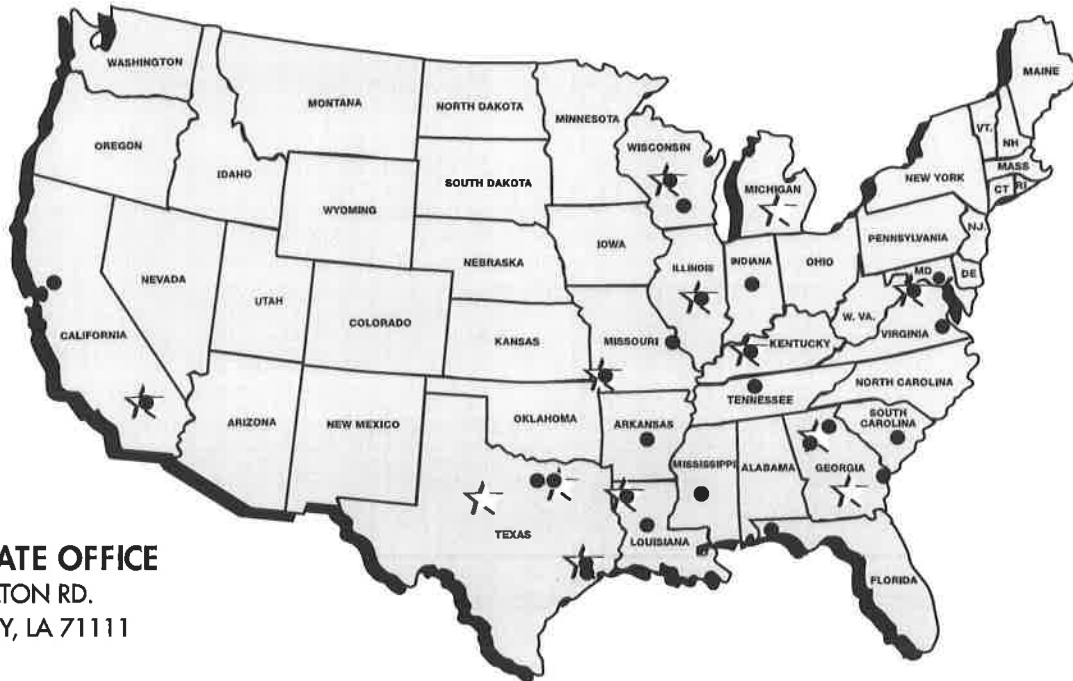 WASHINGTON
MONTANA
NORTH DAKOTA
MINNESOTA
MAINE
OREGON
IDAHO
WISCONSIN
VT.
NH
SOUTH DAKOTA
MICHIGAN
NEW YORK
MASS
CT
RI
WYOMING
IOWA
PENNSYLVANIA
NJ.
NEBRASKA
NEVADA
ILLINOIS
INDIANA
OHIO
MD
DE
UTAH
COLORADO
W. VA.
CALIFORNIA
KANSAS
MISSOURI
KENTUCKY
VIRGINIA
NORTH CAROLINA
TENNESSEE
ARIZONA
NEW MEXICO
OKLAHOMA
ARKANSAS
SOUTH CAROLINA
MISSISSIPPI
ALABAMA
GEORGIA
TEXAS
LOUISIANA
FLORIDA
ATE OFFICE
TON RD.
Y, LA 71111